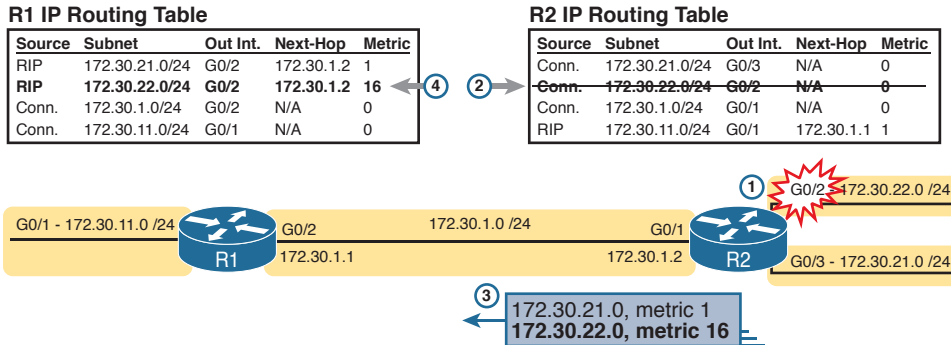 R1 IP Routing Table
Source Subnet Out Int. Next-Hop Metric
RIP 172.30.21.0/24 G0/2 172.30.1.2 1
RIP 172.30.22.0/24 G0/2 172.30.1.2 16
Conn. 172.30.1.0/24 G0/2 N/A 0
Conn. 172.30.11.0/24 G0/1 N/A 0
4
R2 IP Routing Table
Source Subnet Out Int. Next-Hop Metric
Conn. 172.30.21.0/24 G0/3 N/A 0
Conn. 172.30.22.0/24 G0/2 N/A 0
Conn. 172.30.1.0/24 G0/1 N/A 0
RIP 172.30.11.0/24 G0/1 172.30.1.1 1
2
1
G0/2 - 172.30.22.0 /24
G0/1 - 172.30.11.0 /24
R1
G0/2
172.30.1.0 /24
G0/1
172.30.1.1
172.30.1.2
R2
G0/3 - 172.30.21.0 /24
3
172.30.21.0, metric 1
172.30.22.0, metric 16